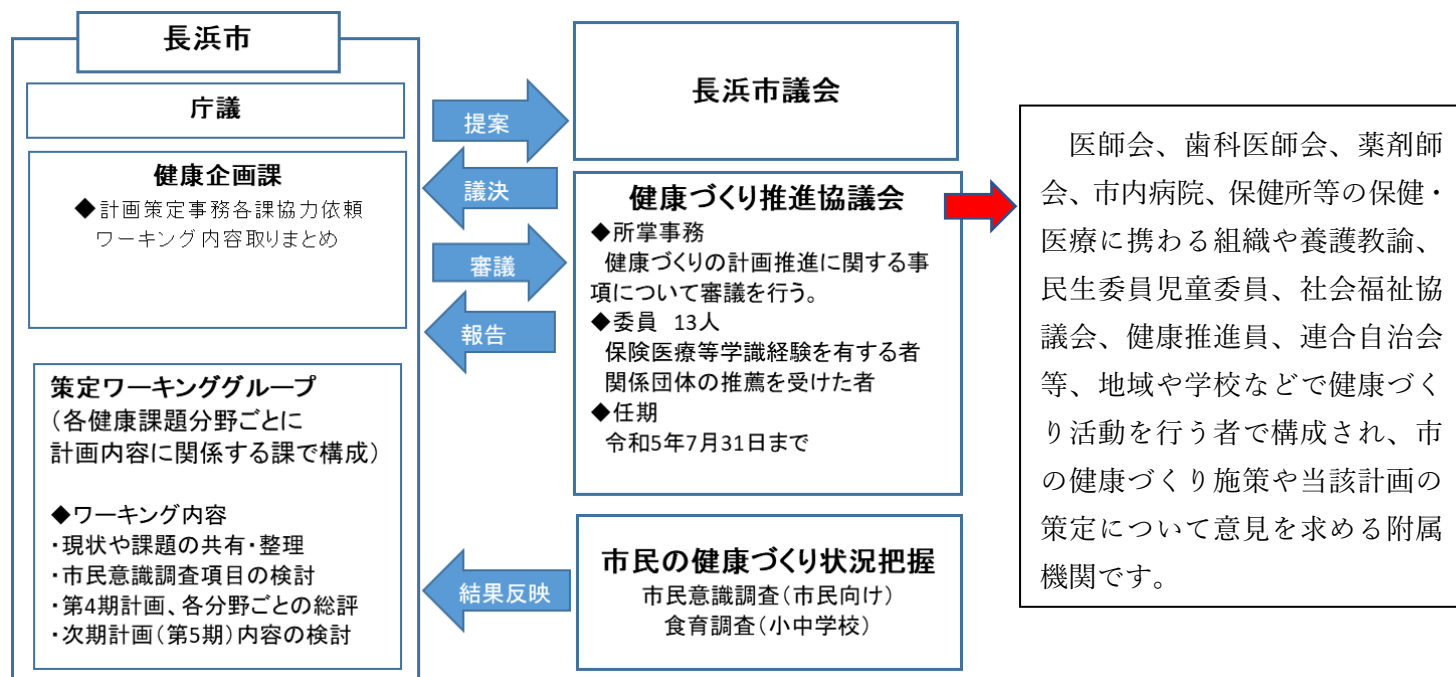 長浜市
庁議
健康企画課
◆計画策定事務各課協力依頼
ワーキング内容取りまとめ
策定ワーキンググループ
（各健康課題分野ごとに
計画内容に関係する課で構成）
◆ワーキング内容
・現状や課題の共有・整理
・市民意識調査項目の検討
・第4期計画、各分野ごとの総評
・次期計画（第5期）内容の検討
提案
議決
審議
報告
結果反映
長浜市議会
健康づくり推進協議会
◆所掌事務
健康づくりの計画推進に関する事
項について審議を行う。
◆委員 13人
保険医療等学識経験を有する者
関係団体の推薦を受けた者
◆任期
令和5年7月31日まで
市民の健康づくり状況把握
市民意識調査（市民向け）
食育調査（小中学校）
医師会、歯科医師会、薬剤師
会、市内病院、保健所等の保健・
医療に携わる組織や養護教諭、
民生委員児童委員、社会福祉協
議会、健康推進員、連合自治会
等、地域や学校などで健康づく
り活動を行う者で構成され、市
の健康づくり施策や当該計画の
策定について意見を求める附属
機関です。